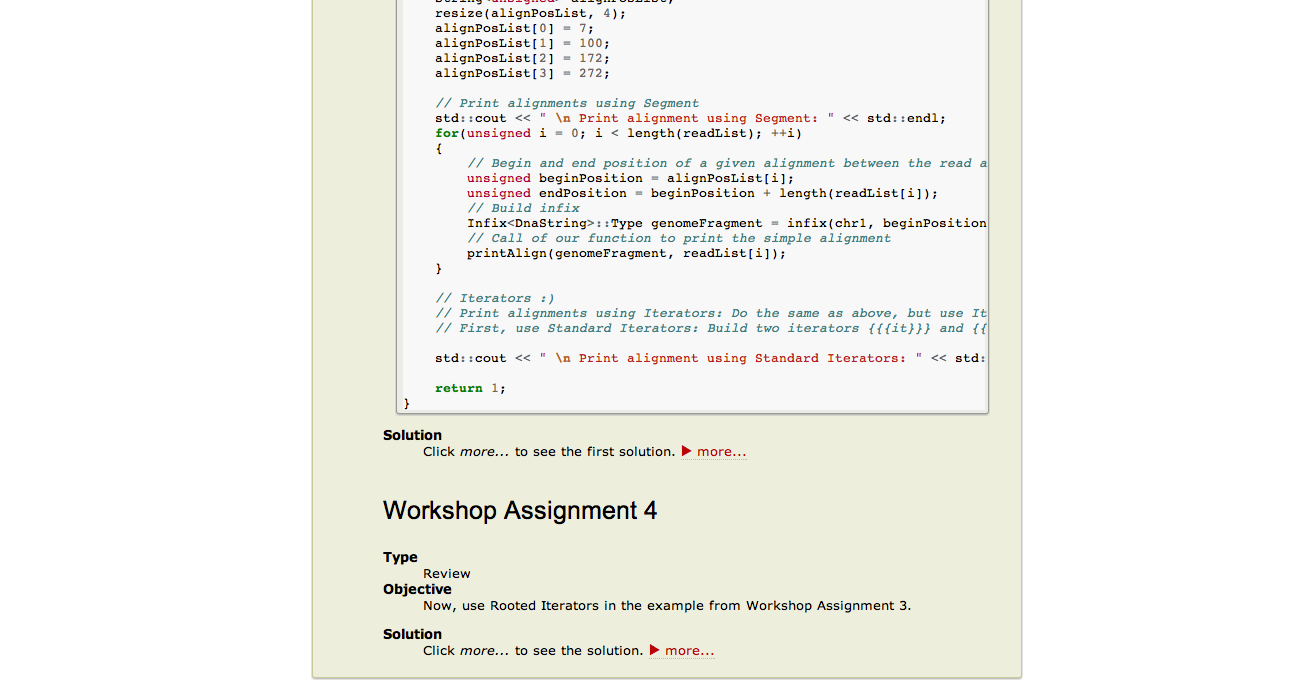 resize(alignPosList, 4);
alignPosList[0] = 7;
alignPosList[1] = 100;
alignPosList[2] = 172;
alignPosList[3] = 272;
// Print alignments using Segment
std::cout << " \n Print alignment using Segment: " << std::endl;
for(unsigned i = 0; i < length(readList); ++i)
{
// Begin and end position of a given alignment between the read a
unsigned beginPosition = alignPosList[i];
unsigned endPosition = beginPosition + length(readList[i]);
// Build infix
Infix<DnaString>::Type genomeFragment = infix(chr1, beginPosition
// Call of our function to print the simple alignment
printAlign(genomeFragment, readList[i]);
}
// Iterators :)
// Print alignments using Iterators: Do the same as above, but use It
// First, use Standard Iterators: Build two iterators {{{it}}} and {{
std::cout << " \n Print alignment using Standard Iterators: " << std:
return 1;
}
Solution
Click more... to see the first solution. ▶ more...
Workshop Assignment 4
Type
Review
Objective
Now, use Rooted Iterators in the example from Workshop Assignment 3.
Solution
Click more... to see the solution. ▶ more...